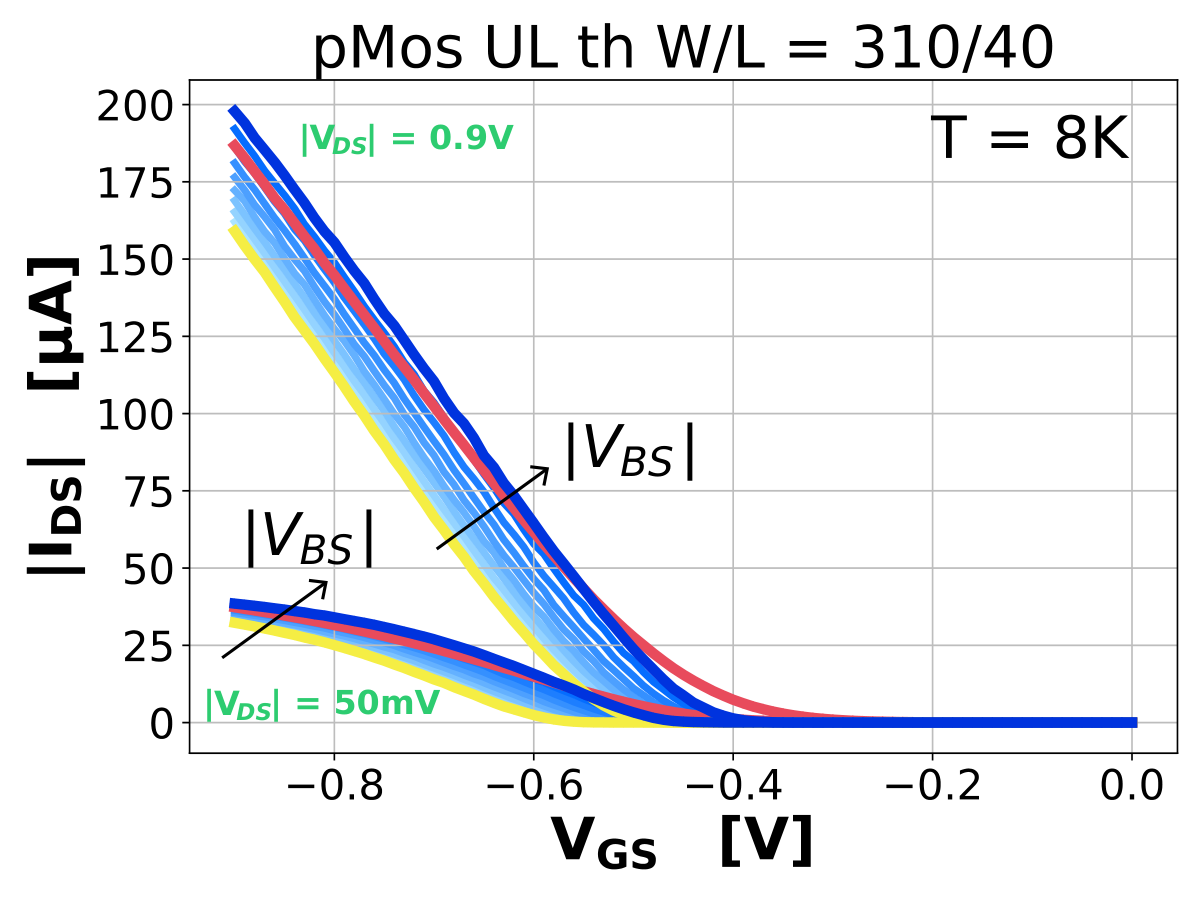 pMos UL th W/L = 310/40
T = 8K
|V_DS| = 0.9V
|V_BS|
|V_BS|
|V_DS| = 50mV
|I_DS| [µA]
200
175
150
125
100
75
50
25
0
−0.8 −0.6 −0.4 −0.2 0.0
V_GS [V]